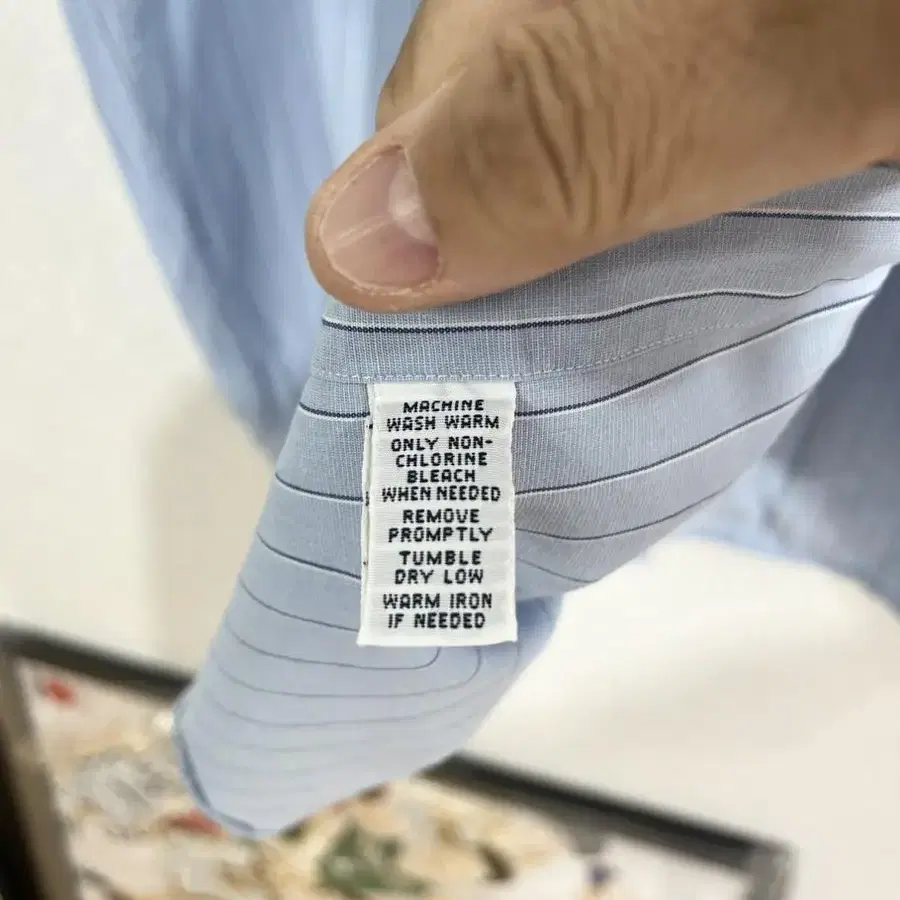 MACHINE
WASH WARM
ONLY NON-
CHLORINE
BLEACH
WHEN NEEDED
REMOVE
PROMPTLY
TUMBLE
DRY LOW
WARM IRON
IF NEEDED